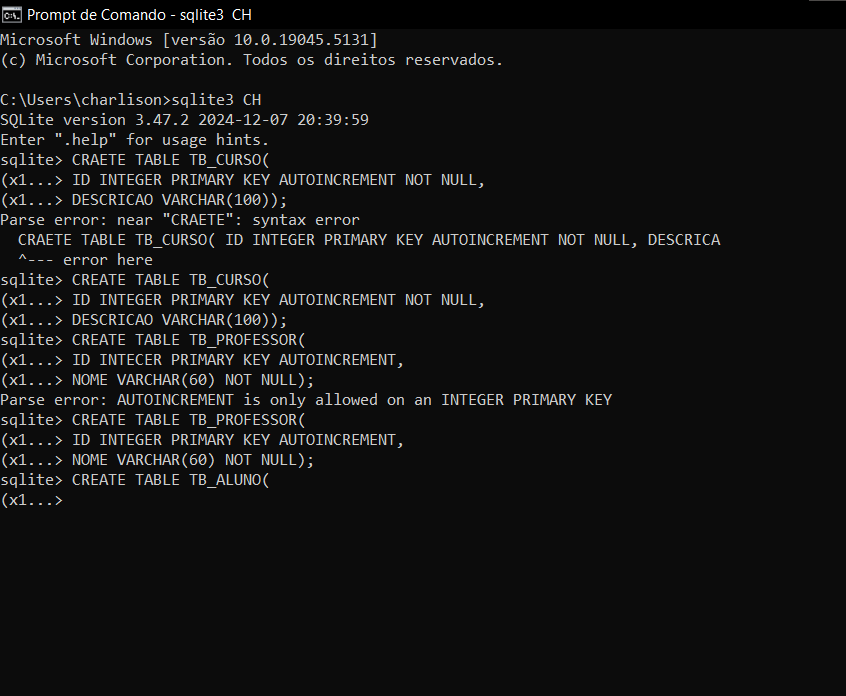 Prompt de Comando - sqlite3 CH
Microsoft Windows [versão 10.0.19045.5131]
(c) Microsoft Corporation. Todos os direitos reservados.
C:\Users\charlison>sqlite3 CH
SQLite version 3.47.2 2024-12-07 20:39:59
Enter ".help" for usage hints.
sqlite> CRAETE TABLE TB_CURSO(
(x1...> ID INTEGER PRIMARY KEY AUTOINCREMENT NOT NULL,
(x1...> DESCRICAO VARCHAR(100));
Parse error: near "CRAETE": syntax error
  CRAETE TABLE TB_CURSO( ID INTEGER PRIMARY KEY AUTOINCREMENT NOT NULL, DESCRICA
  ^--- error here
sqlite> CREATE TABLE TB_CURSO(
(x1...> ID INTEGER PRIMARY KEY AUTOINCREMENT NOT NULL,
(x1...> DESCRICAO VARCHAR(100));
sqlite> CREATE TABLE TB_PROFESSOR(
(x1...> ID INTECER PRIMARY KEY AUTOINCREMENT,
(x1...> NOME VARCHAR(60) NOT NULL);
Parse error: AUTOINCREMENT is only allowed on an INTEGER PRIMARY KEY
sqlite> CREATE TABLE TB_PROFESSOR(
(x1...> ID INTEGER PRIMARY KEY AUTOINCREMENT,
(x1...> NOME VARCHAR(60) NOT NULL);
sqlite> CREATE TABLE TB_ALUNO(
(x1...>